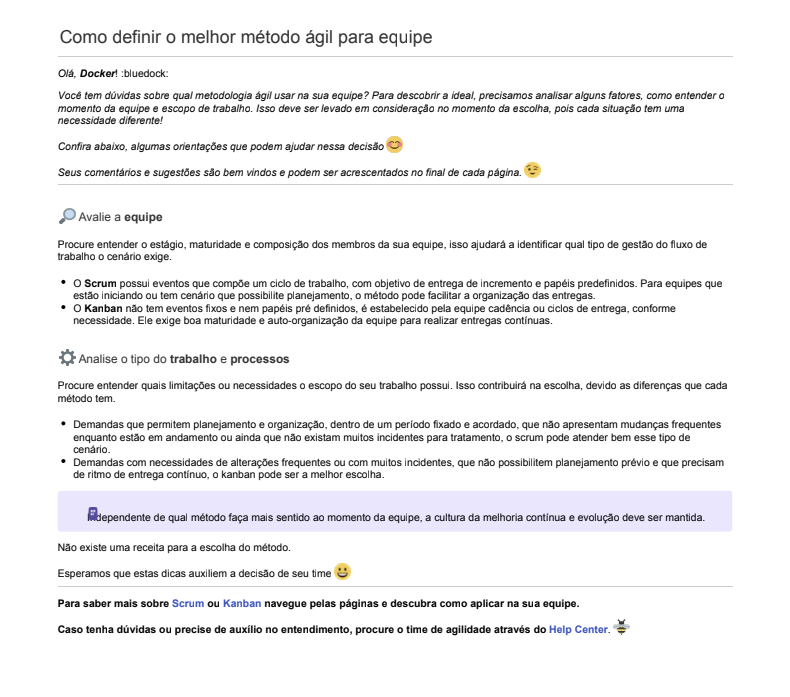 Como definir o melhor método ágil para equipe
Olá, Docker! :bluedock:
Você tem dúvidas sobre qual metodologia ágil usar na sua equipe? Para descobrir a ideal, precisamos analisar alguns fatores, como entender o
momento da equipe e escopo de trabalho. Isso deve ser levado em consideração no momento da escolha, pois cada situação tem uma
necessidade diferente!
Confira abaixo, algumas orientações que podem ajudar nessa decisão 😊
Seus comentários e sugestões são bem vindos e podem ser acrescentados no final de cada página. 😉
🔎 Avalie a equipe
Procure entender o estágio, maturidade e composição dos membros da sua equipe, isso ajudará a identificar qual tipo de gestão do fluxo de
trabalho o cenário exige.
• O Scrum possui eventos que compõe um ciclo de trabalho, com objetivo de entrega de incremento e papéis predefinidos. Para equipes que
estão iniciando ou tem cenário que possibilite planejamento, o método pode facilitar a organização das entregas.
• O Kanban não tem eventos fixos e nem papéis pré definidos, é estabelecido pela equipe cadência ou ciclos de entrega, conforme
necessidade. Ele exige boa maturidade e auto-organização da equipe para realizar entregas contínuas.
⚙️ Analise o tipo do trabalho e processos
Procure entender quais limitações ou necessidades o escopo do seu trabalho possui. Isso contribuirá na escolha, devido as diferenças que cada
método tem.
• Demandas que permitem planejamento e organização, dentro de um período fixado e acordado, que não apresentam mudanças frequentes
enquanto estão em andamento ou ainda que não existam muitos incidentes para tratamento, o scrum pode atender bem esse tipo de
cenário.
• Demandas com necessidades de alterações frequentes ou com muitos incidentes, que não possibilitem planejamento prévio e que precisam
de ritmo de entrega contínuo, o kanban pode ser a melhor escolha.
Independente de qual método faça mais sentido ao momento da equipe, a cultura da melhoria contínua e evolução deve ser mantida.
Não existe uma receita para a escolha do método.
Esperamos que estas dicas auxiliem a decisão de seu time 😀
Para saber mais sobre Scrum ou Kanban navegue pelas páginas e descubra como aplicar na sua equipe.
Caso tenha dúvidas ou precise de auxílio no entendimento, procure o time de agilidade através do Help Center. 🐝